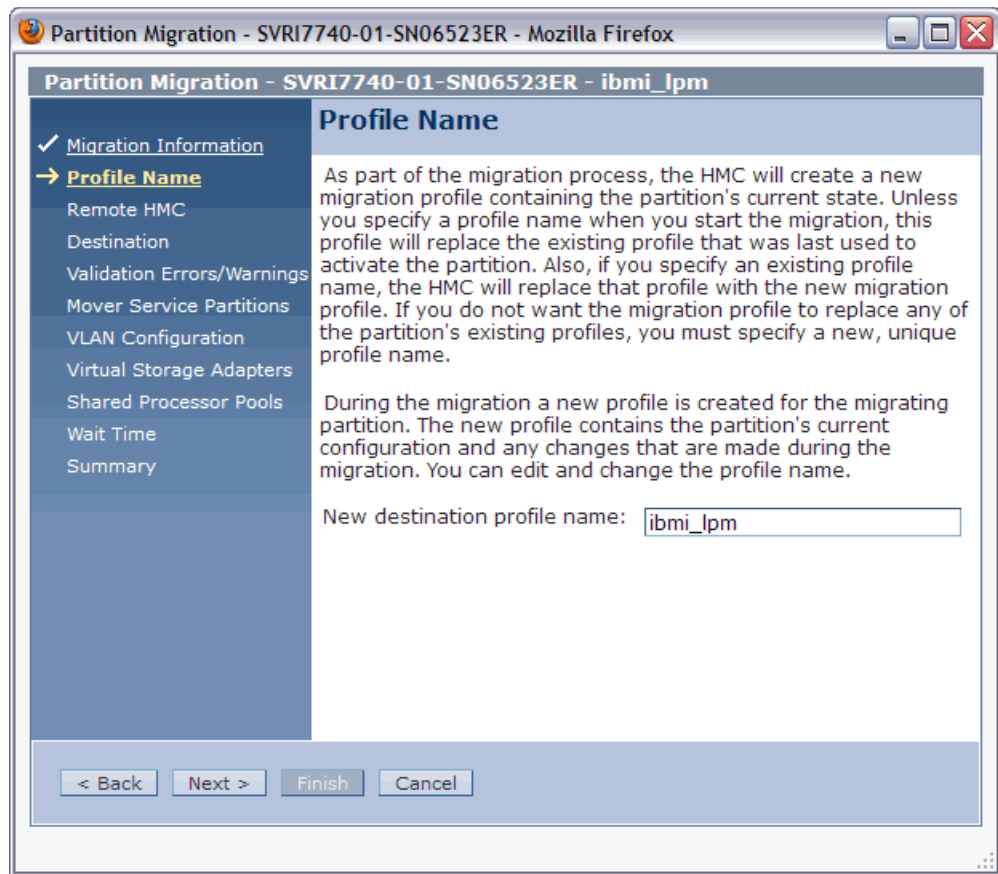 Partition Migration - SVRI7740-01-SN06523ER - Mozilla Firefox
Partition Migration - SVRI7740-01-SN06523ER - ibmi_lpm
Migration Information
Profile Name
Remote HMC
Destination
Validation Errors/Warnings
Mover Service Partitions
VLAN Configuration
Virtual Storage Adapters
Shared Processor Pools
Wait Time
Summary
Profile Name
As part of the migration process, the HMC will create a new
migration profile containing the partition's current state. Unless
you specify a profile name when you start the migration, this
profile will replace the existing profile that was last used to
activate the partition. Also, if you specify an existing profile
name, the HMC will replace that profile with the new migration
profile. If you do not want the migration profile to replace any of
the partition's existing profiles, you must specify a new, unique
profile name.
During the migration a new profile is created for the migrating
partition. The new profile contains the partition's current
configuration and any changes that are made during the
migration. You can edit and change the profile name.
New destination profile name: ibmi_lpm
< Back Next > Finish Cancel